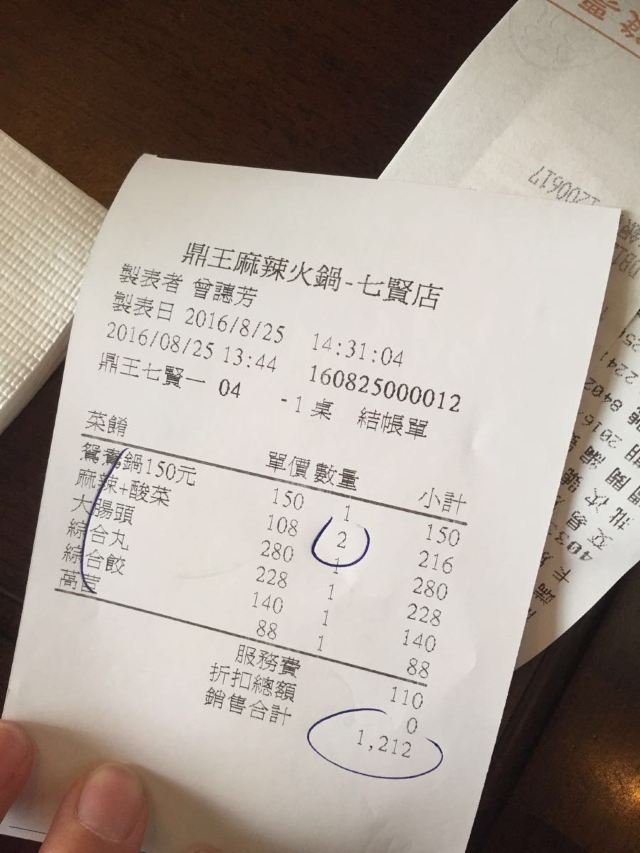 鼎王麻辣火鍋-七賢店
製表者 曾譓芳
製表日 2016/8/25 14:31:04
2016/08/25 13:44 160825000012
鼎王七賢一 04 -1 桌 結帳單
菜餚 單價 數量 小計
鴛鴦鍋150元 150 1 150
麻辣+酸菜 108 2 216
大腸頭 280 1 280
綜合丸 228 1 228
綜合餃 140 1 140
萵苣 88 1 88
服務費 110
折扣總額 0
銷售合計 1,212
1200617